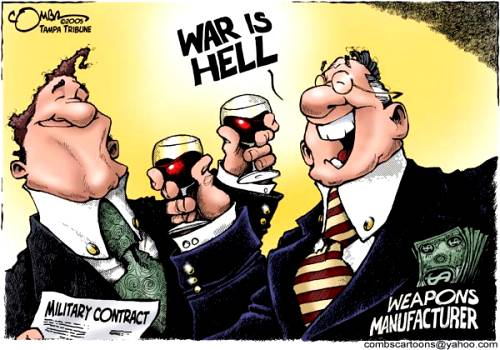 COMBS
©2005
TAMPA TRIBUNE
WAR IS
HELL
MILITARY CONTRACT
WEAPONS
MANUFACTURER
combscartoons@yahoo.com